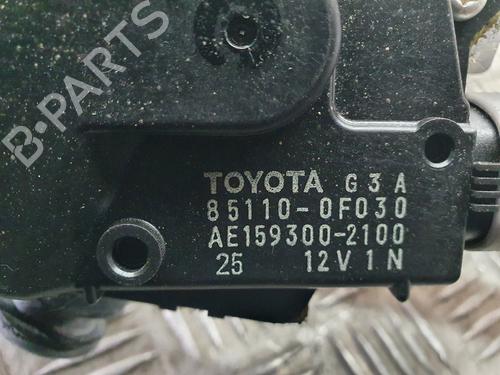 B-PARTS
TOYOTA G3A
85110-0F030
AE159300-2100
25 12V 1N